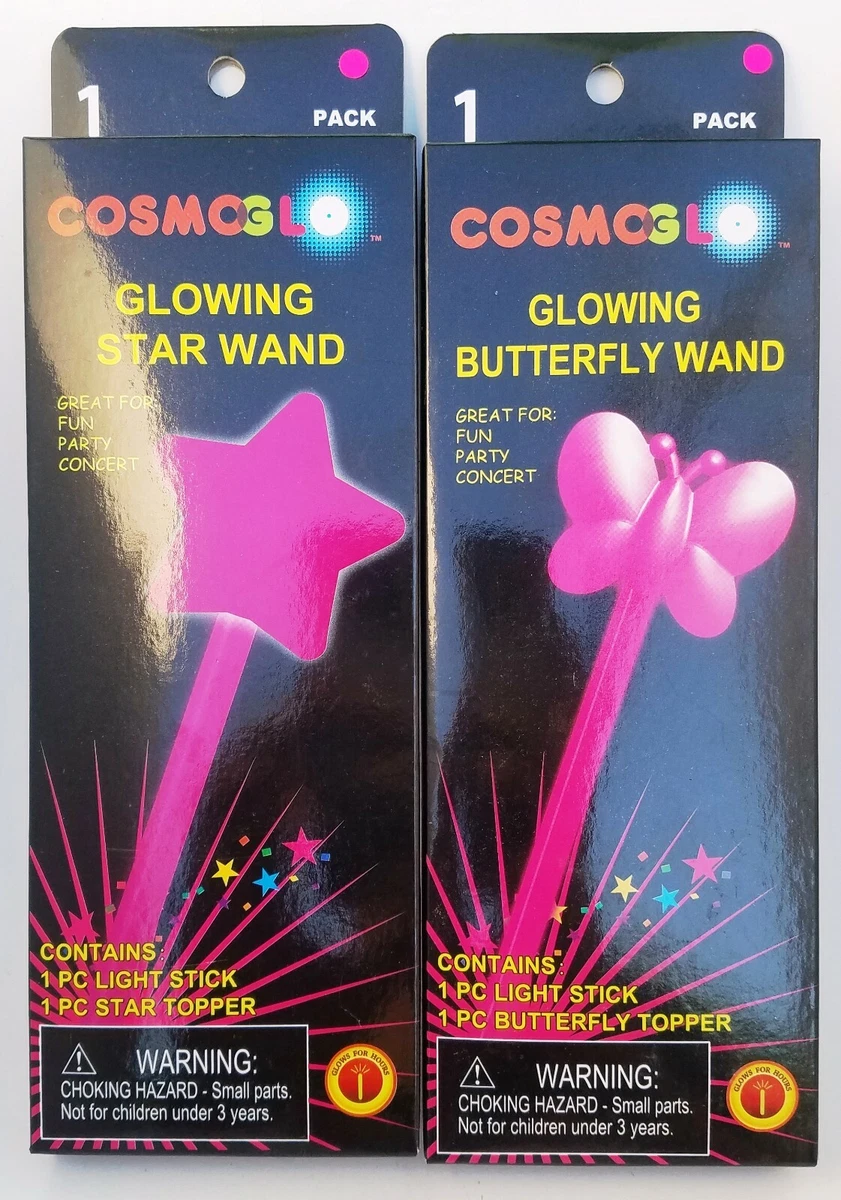 1
PACK
COSMOGLO™
GLOWING
STAR WAND
GREAT FOR:
FUN
PARTY
CONCERT
CONTAINS:
1 PC LIGHT STICK
1 PC STAR TOPPER
WARNING:
CHOKING HAZARD - Small parts.
Not for children under 3 years.
GLOWS FOR HOURS
1
PACK
COSMOGLO™
GLOWING
BUTTERFLY WAND
GREAT FOR:
FUN
PARTY
CONCERT
CONTAINS:
1 PC LIGHT STICK
1 PC BUTTERFLY TOPPER
WARNING:
CHOKING HAZARD - Small parts.
Not for children under 3 years.
GLOWS FOR HOURS